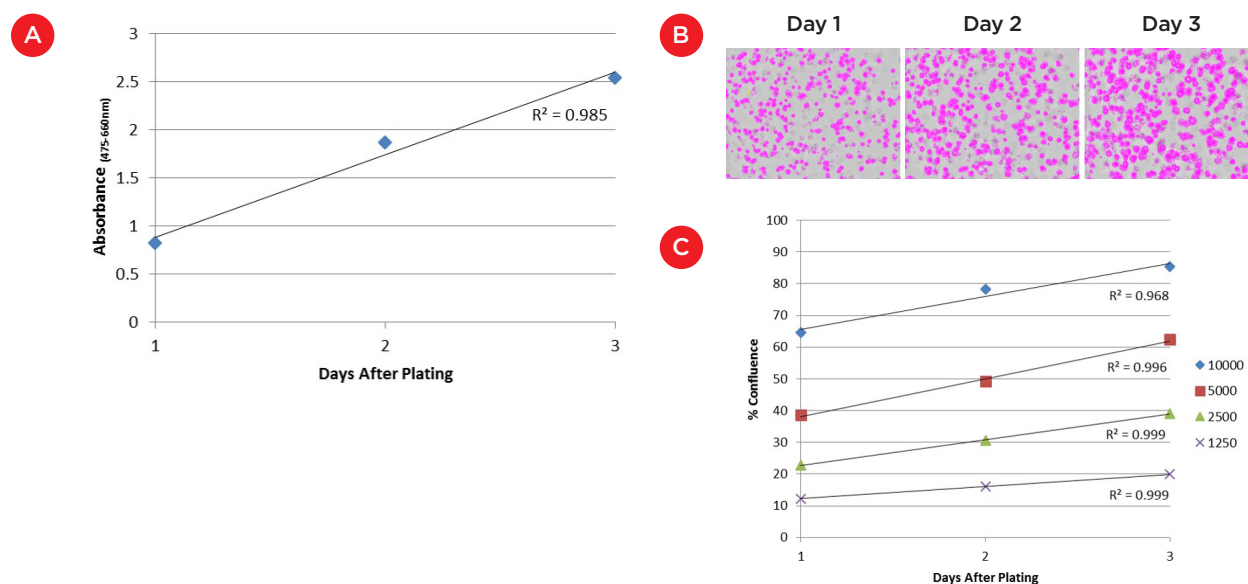 A
3
2.5
2
1.5
1
0.5
0
Absorbance (475-660nm)
R² = 0.985
1 2 3
Days After Plating
B
Day 1 Day 2 Day 3
C
100
90
80
70
60
50
40
30
20
10
0
% Confluence
R² = 0.968
R² = 0.996
R² = 0.999
R² = 0.999
10000
5000
2500
1250
1 2 3
Days After Plating